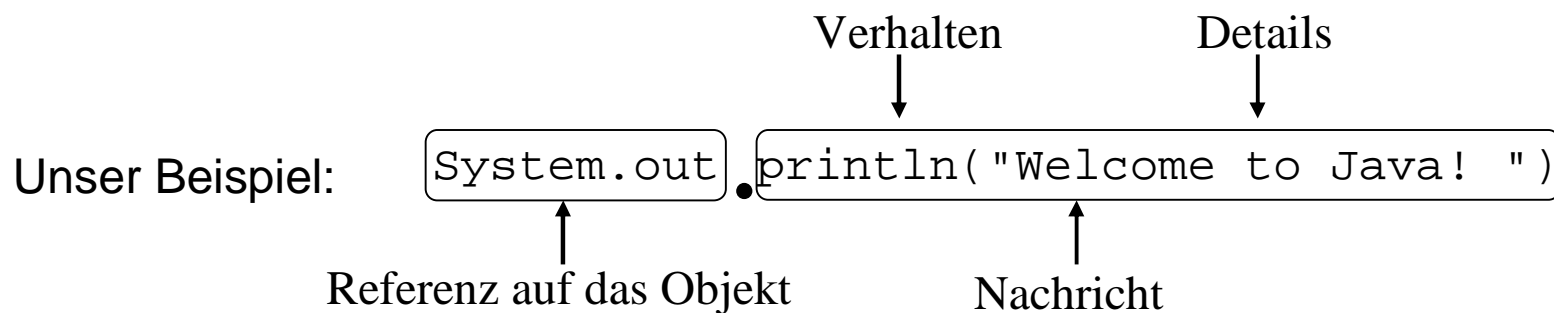 Verhalten Details
Unser Beispiel: System.out.println("Welcome to Java! ")
Referenz auf das Objekt Nachricht